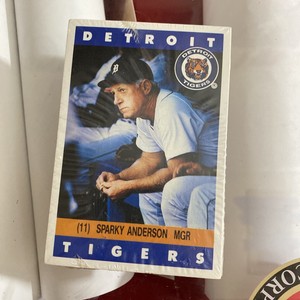 DETROIT
DETROIT
TIGERS
(11) SPARKY ANDERSON MGR
TIGERS